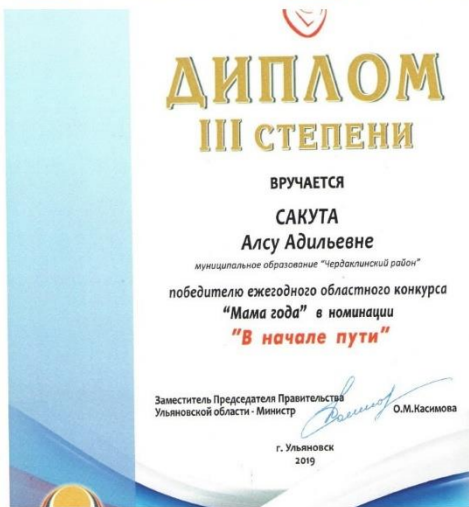 ДИПЛОМ
III СТЕПЕНИ
ВРУЧАЕТСЯ
САКУТА
Алсу Адильевне
муниципальное образование "Чердаклинский район"
победителю ежегодного областного конкурса
"Мама года" в номинации
"В начале пути"
Заместитель Председателя Правительства
Ульяновской области - Министр
О.М.Касимова
г. Ульяновск
2019